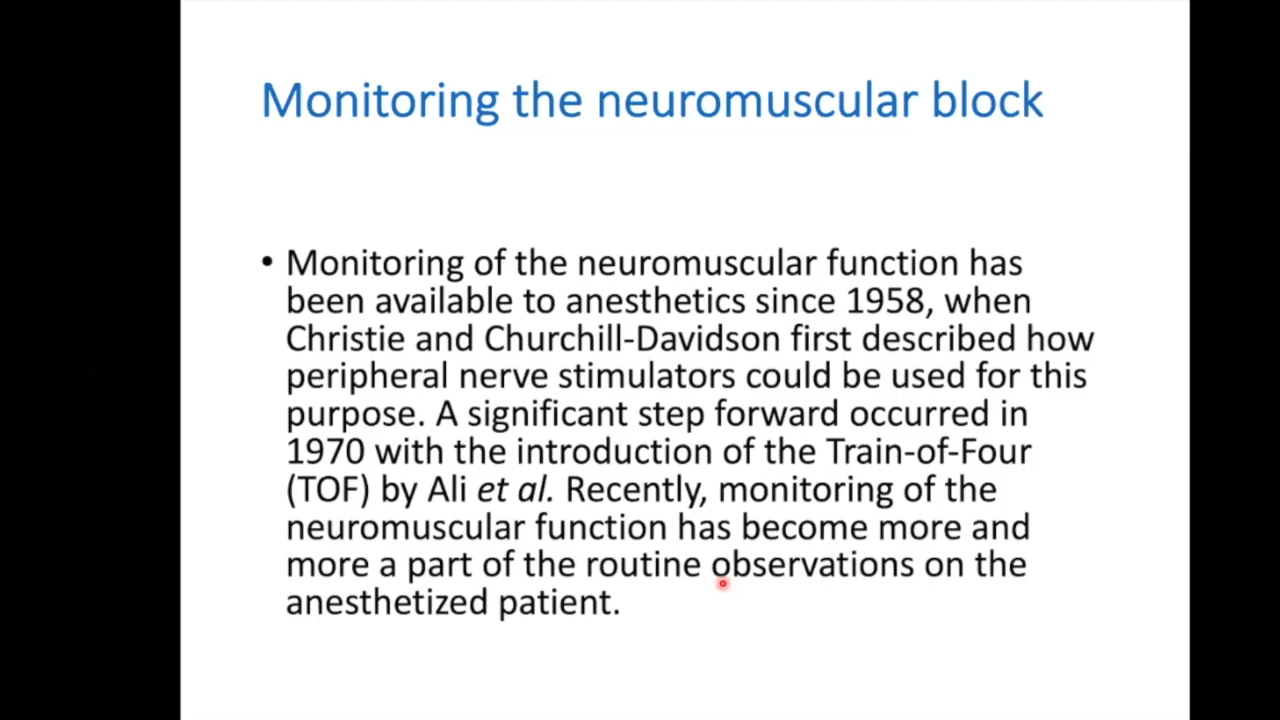 Monitoring the neuromuscular block
• Monitoring of the neuromuscular function has
been available to anesthetics since 1958, when
Christie and Churchill-Davidson first described how
peripheral nerve stimulators could be used for this
purpose. A significant step forward occurred in
1970 with the introduction of the Train-of-Four
(TOF) by Ali et al. Recently, monitoring of the
neuromuscular function has become more and
more a part of the routine observations on the
anesthetized patient.